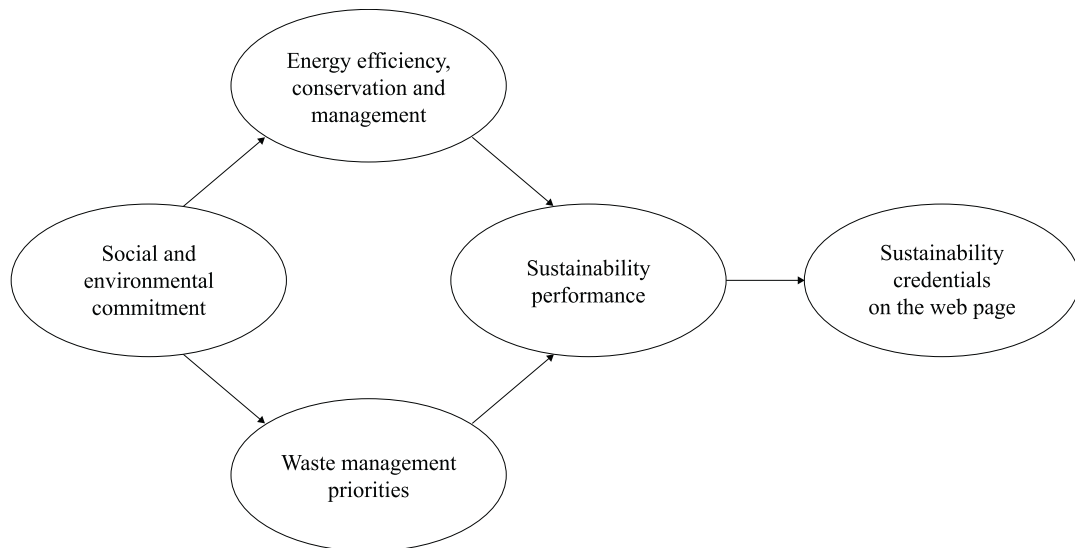 Energy efficiency,
conservation and
management
Social and
environmental
commitment
Sustainability
performance
Sustainability
credentials
on the web page
Waste management
priorities